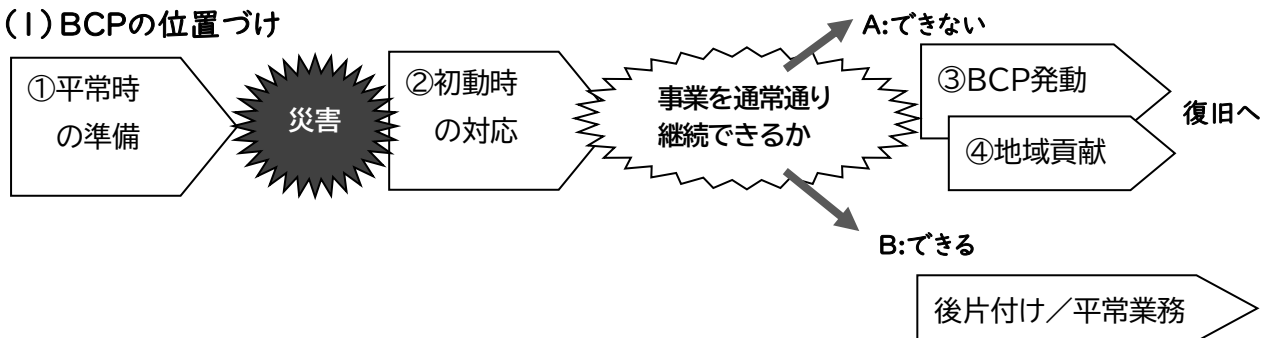 (1)BCPの位置づけ
①平常時
の準備
災害
②初動時
の対応
事業を通常通り
継続できるか
A:できない
③BCP発動
④地域貢献
復旧へ
B:できる
後片付け／平常業務